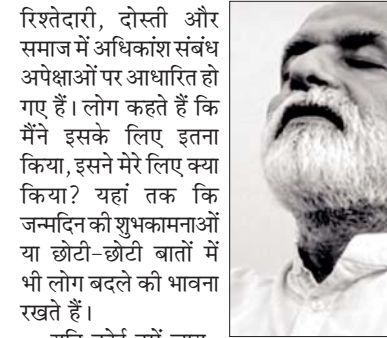 रिश्तेदारी, दोस्ती और
समाज में अधिकांश संबंध
अपेक्षाओं पर आधारित हो
गए हैं। लोग कहते हैं कि
मैंने इसके लिए इतना
किया, इसने मेरे लिए क्या
किया? यहां तक कि
जन्मदिन की शुभकामनाओं
या छोटी-छोटी बातों में
भी लोग बदले की भावना
रखते हैं।